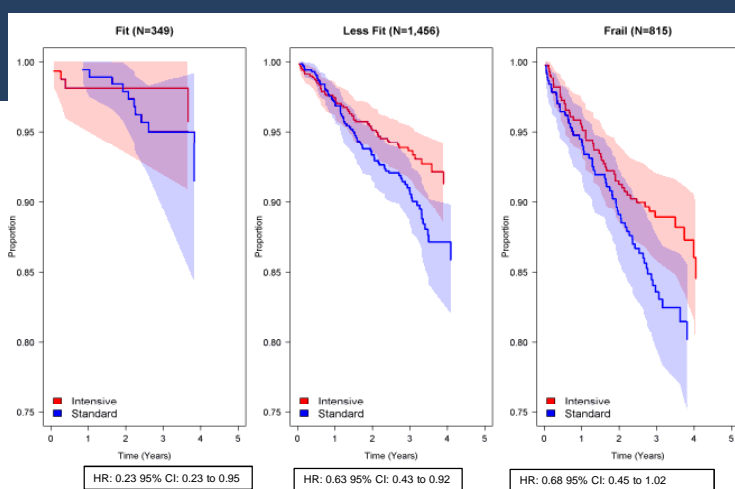 Fit (N=349)
1.00
0.95
0.90
0.85
0.80
0.75
Proportion
Intensive
Standard
0 1 2 3 4 5
Time (Years)
HR: 0.23 95% CI: 0.23 to 0.95
Less Fit (N=1,456)
1.00
0.95
0.90
0.85
0.80
0.75
Proportion
Intensive
Standard
0 1 2 3 4 5
Time (Years)
HR: 0.63 95% CI: 0.43 to 0.92
Frail (N=815)
1.00
0.95
0.90
0.85
0.80
0.75
Proportion
Intensive
Standard
0 1 2 3 4 5
Time (Years)
HR: 0.68 95% CI: 0.45 to 1.02